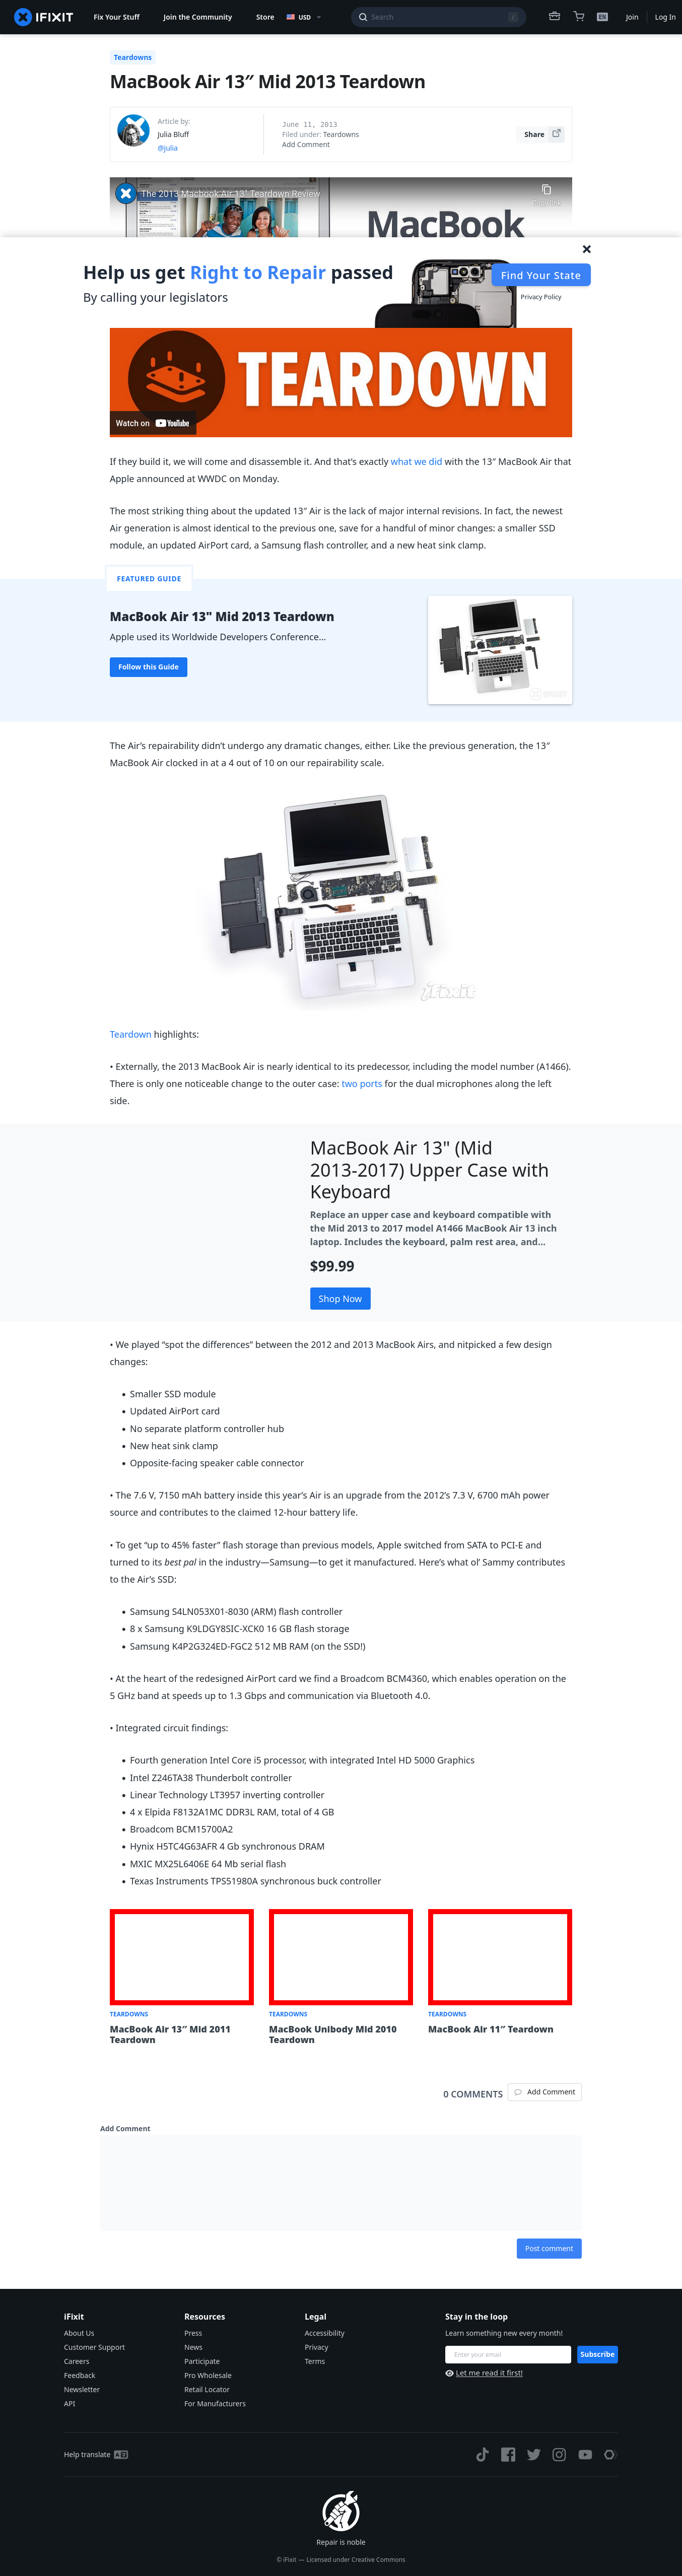 IFIXIT
Fix Your Stuff
Join the Community
Store
USD
Search
/
EN
Join
Log In
Teardowns
MacBook Air 13″ Mid 2013 Teardown
Article by:
Julia Bluff
@julia
June 11, 2013
Filed under: Teardowns
Add Comment
Share
The 2013 Macbook Air 13" Teardown Review
MacBook
Help us get Right to Repair passed
By calling your legislators
Find Your State
Privacy Policy
TEARDOWN
Watch on YouTube
If they build it, we will come and disassemble it. And that’s exactly what we did with the 13″ MacBook Air that
Apple announced at WWDC on Monday.
The most striking thing about the updated 13″ Air is the lack of major internal revisions. In fact, the newest
Air generation is almost identical to the previous one, save for a handful of minor changes: a smaller SSD
module, an updated AirPort card, a Samsung flash controller, and a new heat sink clamp.
FEATURED GUIDE
MacBook Air 13" Mid 2013 Teardown
Apple used its Worldwide Developers Conference...
Follow this Guide
IFIXIT
The Air’s repairability didn’t undergo any dramatic changes, either. Like the previous generation, the 13″
MacBook Air clocked in at a 4 out of 10 on our repairability scale.
iFixit
Teardown highlights:
• Externally, the 2013 MacBook Air is nearly identical to its predecessor, including the model number (A1466).
There is only one noticeable change to the outer case: two ports for the dual microphones along the left
side.
MacBook Air 13" (Mid
2013-2017) Upper Case with
Keyboard
Replace an upper case and keyboard compatible with
the Mid 2013 to 2017 model A1466 MacBook Air 13 inch
laptop. Includes the keyboard, palm rest area, and...
$99.99
Shop Now
• We played “spot the differences” between the 2012 and 2013 MacBook Airs, and nitpicked a few design
changes:
• Smaller SSD module
• Updated AirPort card
• No separate platform controller hub
• New heat sink clamp
• Opposite-facing speaker cable connector
• The 7.6 V, 7150 mAh battery inside this year’s Air is an upgrade from the 2012’s 7.3 V, 6700 mAh power
source and contributes to the claimed 12-hour battery life.
• To get “up to 45% faster” flash storage than previous models, Apple switched from SATA to PCI-E and
turned to its best pal in the industry—Samsung—to get it manufactured. Here’s what ol’ Sammy contributes
to the Air’s SSD:
• Samsung S4LN053X01-8030 (ARM) flash controller
• 8 x Samsung K9LDGY8SIC-XCK0 16 GB flash storage
• Samsung K4P2G324ED-FGC2 512 MB RAM (on the SSD!)
• At the heart of the redesigned AirPort card we find a Broadcom BCM4360, which enables operation on the
5 GHz band at speeds up to 1.3 Gbps and communication via Bluetooth 4.0.
• Integrated circuit findings:
• Fourth generation Intel Core i5 processor, with integrated Intel HD 5000 Graphics
• Intel Z246TA38 Thunderbolt controller
• Linear Technology LT3957 inverting controller
• 4 x Elpida F8132A1MC DDR3L RAM, total of 4 GB
• Broadcom BCM15700A2
• Hynix H5TC4G63AFR 4 Gb synchronous DRAM
• MXIC MX25L6406E 64 Mb serial flash
• Texas Instruments TPS51980A synchronous buck controller
TEARDOWNS
MacBook Air 13″ Mid 2011
Teardown
TEARDOWNS
MacBook Unibody Mid 2010
Teardown
TEARDOWNS
MacBook Air 11″ Teardown
0 COMMENTS
Add Comment
Add Comment
Post comment
iFixit
About Us
Customer Support
Careers
Feedback
Newsletter
API
Resources
Press
News
Participate
Pro Wholesale
Retail Locator
For Manufacturers
Legal
Accessibility
Privacy
Terms
Stay in the loop
Learn something new every month!
Enter your email
Subscribe
Let me read it first!
Help translate
Repair is noble
© iFixit — Licensed under Creative Commons